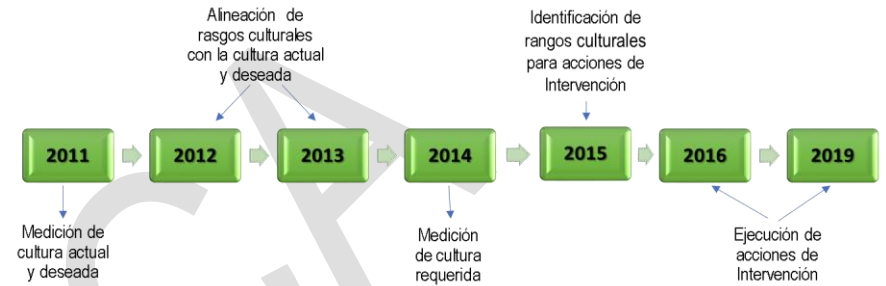 Alineación de
rasgos culturales
con la cultura actual
y deseada
Identificación de
rangos culturales
para acciones de
Intervención
2011
2012
2013
2014
2015
2016
2019
Medición de
cultura actual
y deseada
Medición
de cultura
requerida
Ejecución de
acciones de
Intervención